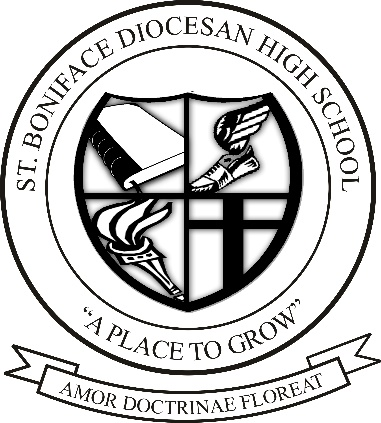 ST. BONIFACE DIOCESAN HIGH SCHOOL
“A PLACE TO GROW”
AMOR DOCTRINAE FLOREAT